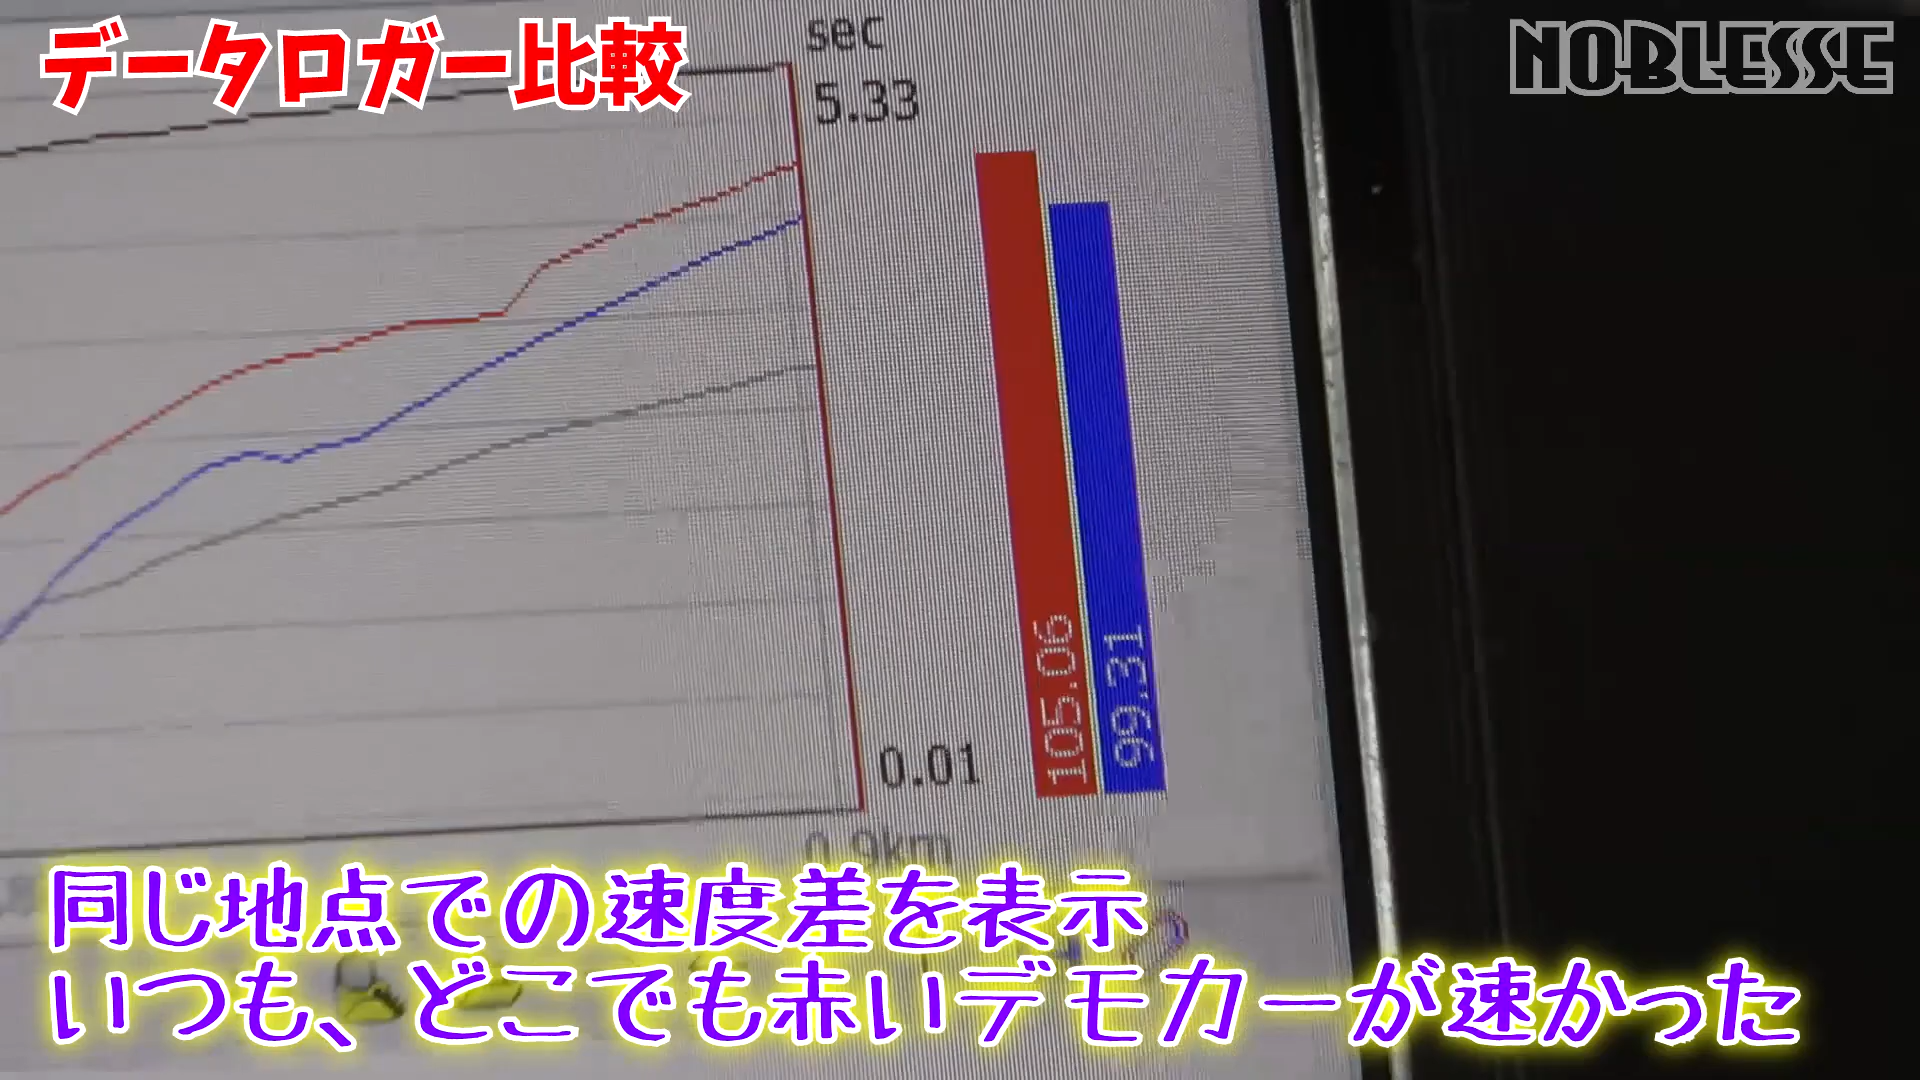 データロガー比較
NOBLESSE
sec
5.33
105.06
99.31
0.01
0.9km
同じ地点での速度差を表示
いつも、どこでも赤いデモカーが速かった